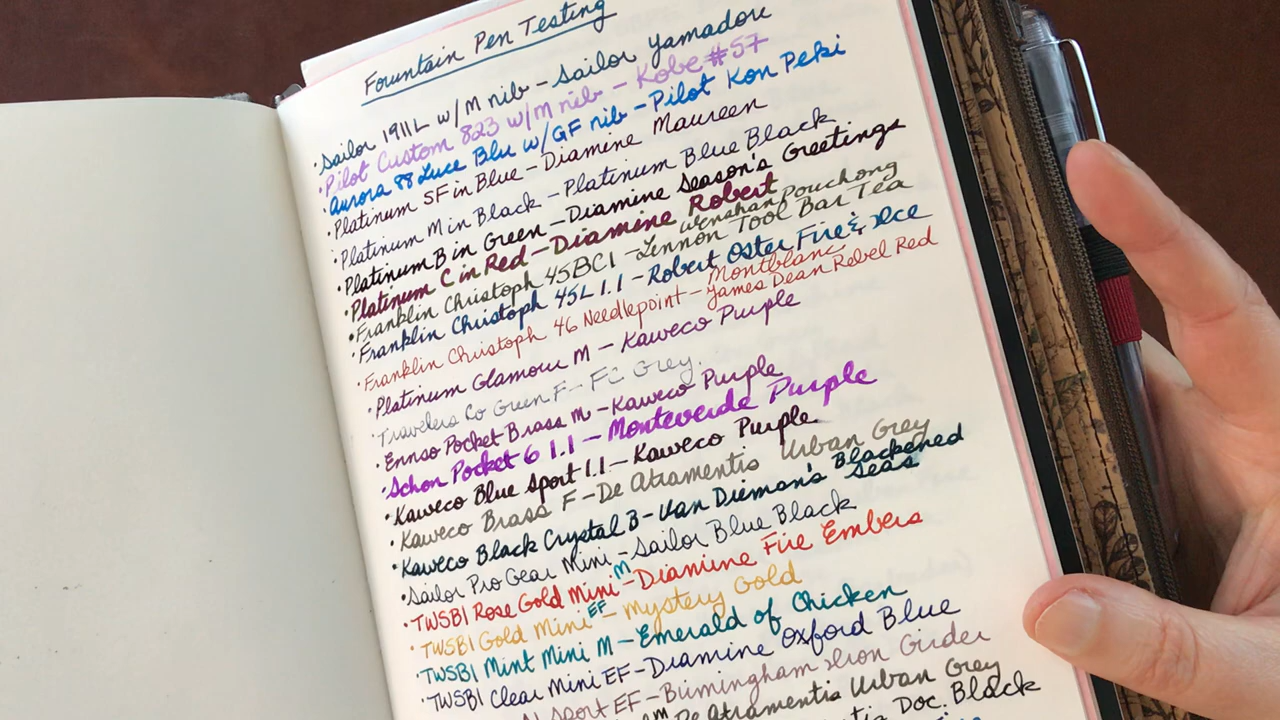 Fountain Pen Testing
• Sailor 1911L w/M nib – Sailor Yamadori
• Pilot Custom 823 w/M nib – Kobe #57
• Aurora 88 Luce Blu w/GF nib – Pilot Kon Peki
• Platinum SF in Blue – Diamine Maureen
• Platinum M in Black – Platinum Blue Black
• Platinum B in Green – Diamine Season's Greetings
• Platinum C in Red – Diamine Robert
Wenshan Pouchong
• Franklin Christoph 45BC1 – Lennon Tool Bar Tea
• Franklin Christoph 45L 1.1 – Robert Oster Fire & Ice
Montblanc
• Franklin Christoph 46 Needlepoint – James Dean Rebel Red
• Platinum Glamour M – Kaweco Purple
• Travelers Co Green F – FC Grey.
• Ennso Pocket Brass M – Kaweco Purple
• Schon Pocket 6 1.1 – Monteverde Purple
• Kaweco Blue Sport 1.1 – Kaweco Purple
• Kaweco Brass F – De Atramentis Urban Grey
• Kaweco Black Crystal B – Van Dieman's Blackened
Seas
• Sailor Pro Gear Mini – Sailor Blue Black
• TWSBI Rose Gold Mini M – Diamine Fire Embers
• TWSBI Gold Mini EF – Mystery Gold
• TWSBI Mint Mini M – Emerald of Chicken
• TWSBI Clear Mini EF – Diamine Oxford Blue
Sport EF – Birmingham Iron Girder
M De Atramentis Urban Grey
Doc. Black